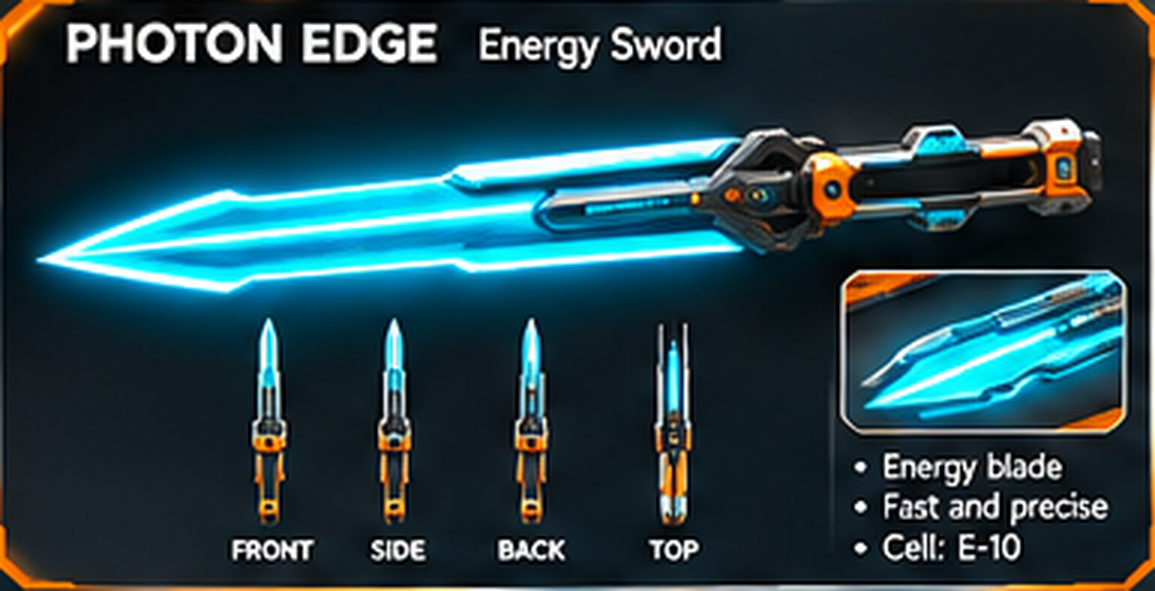 PHOTON EDGE Energy Sword
FRONT SIDE BACK TOP
• Energy blade
• Fast and precise
• Cell: E-10